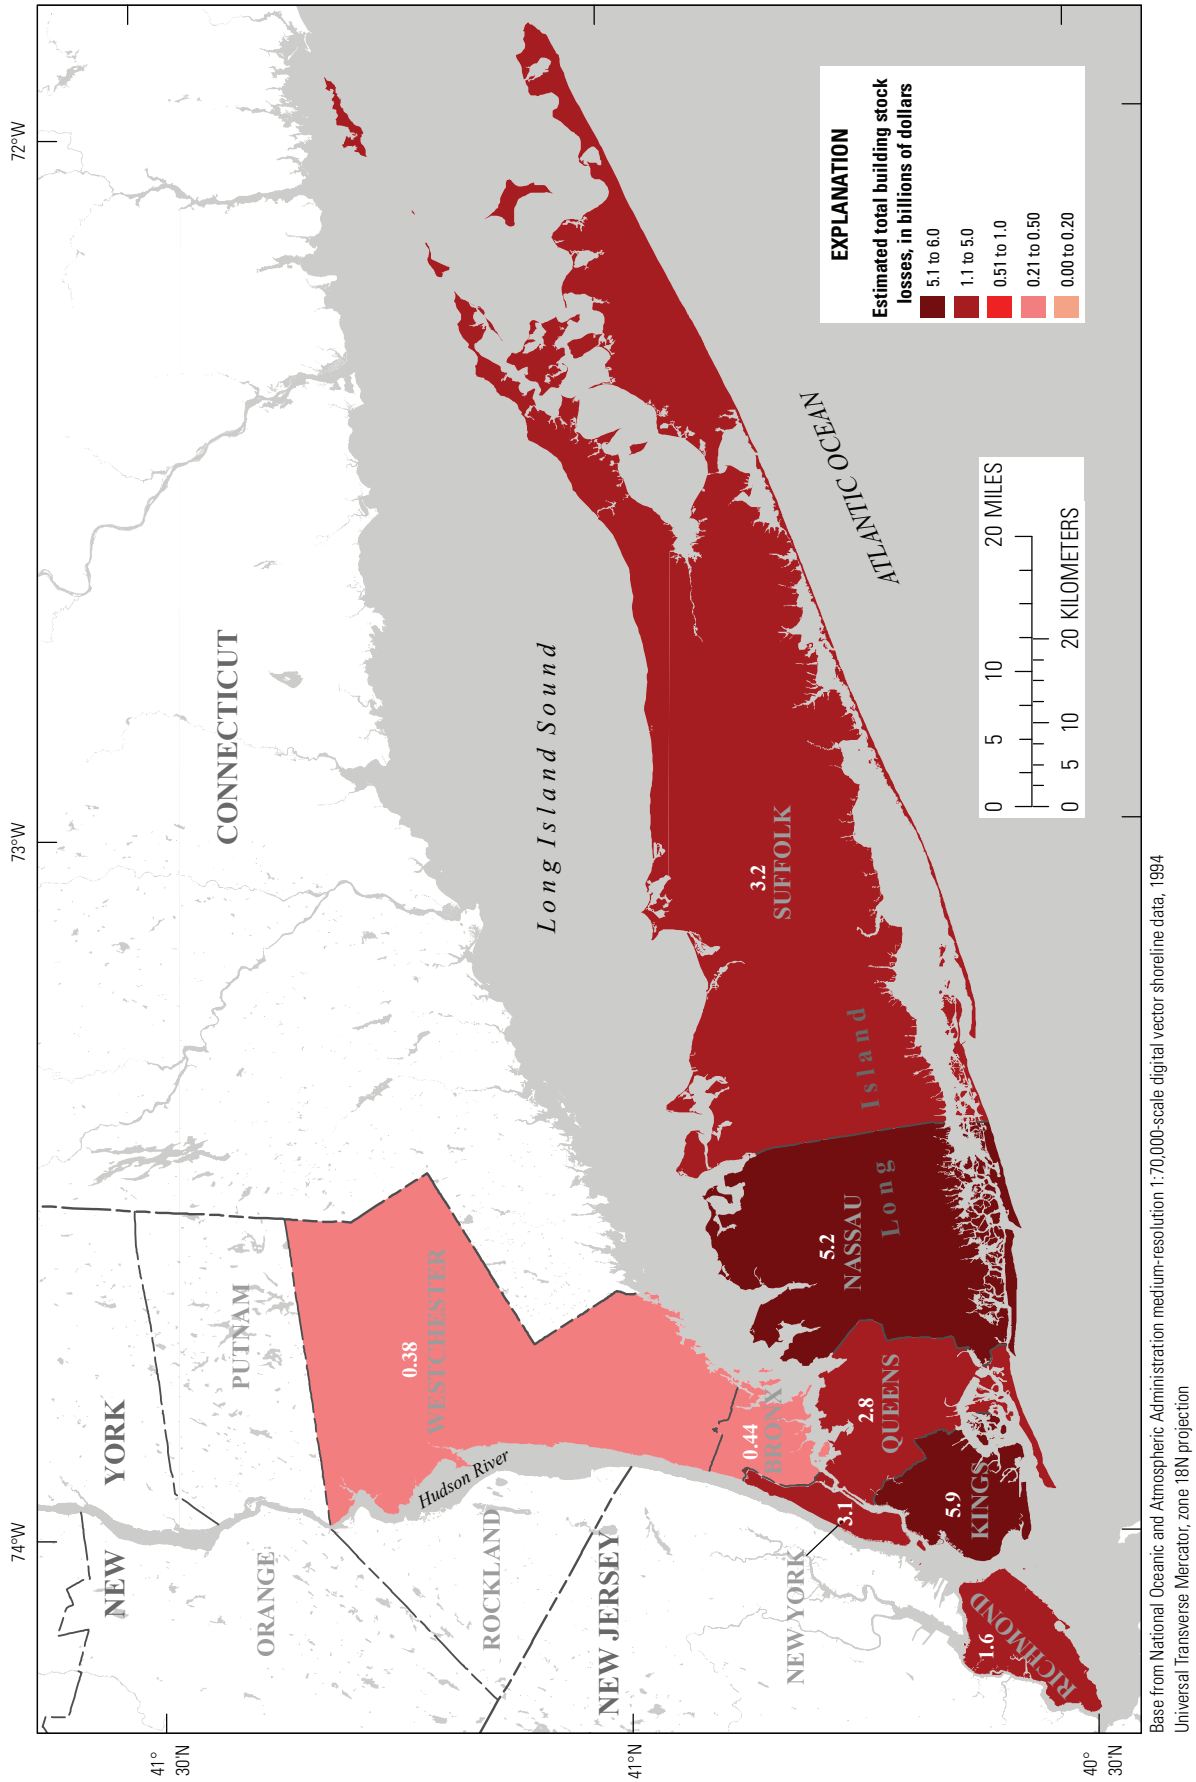 74°W
73°W
72°W
41°
30'N
41°N
40°
30'N
NEW YORK
CONNECTICUT
PUTNAM
ORANGE
WESTCHESTER
0.38
Hudson River
ROCKLAND
NEW JERSEY
Long Island Sound
0.44
BRONX
NEW YORK
3.1
2.8
QUEENS
5.2
NASSAU
3.2
SUFFOLK
Long Island
5.9
KINGS
1.6
RICHMOND
ATLANTIC OCEAN
EXPLANATION
Estimated total building stock
losses, in billions of dollars
5.1 to 6.0
1.1 to 5.0
0.51 to 1.0
0.21 to 0.50
0.00 to 0.20
0 5 10 20 MILES
0 5 10 20 KILOMETERS
Base from National Oceanic and Atmospheric Administration medium-resolution 1:70,000-scale digital vector shoreline data, 1994
Universal Transverse Mercator, zone 18N projection